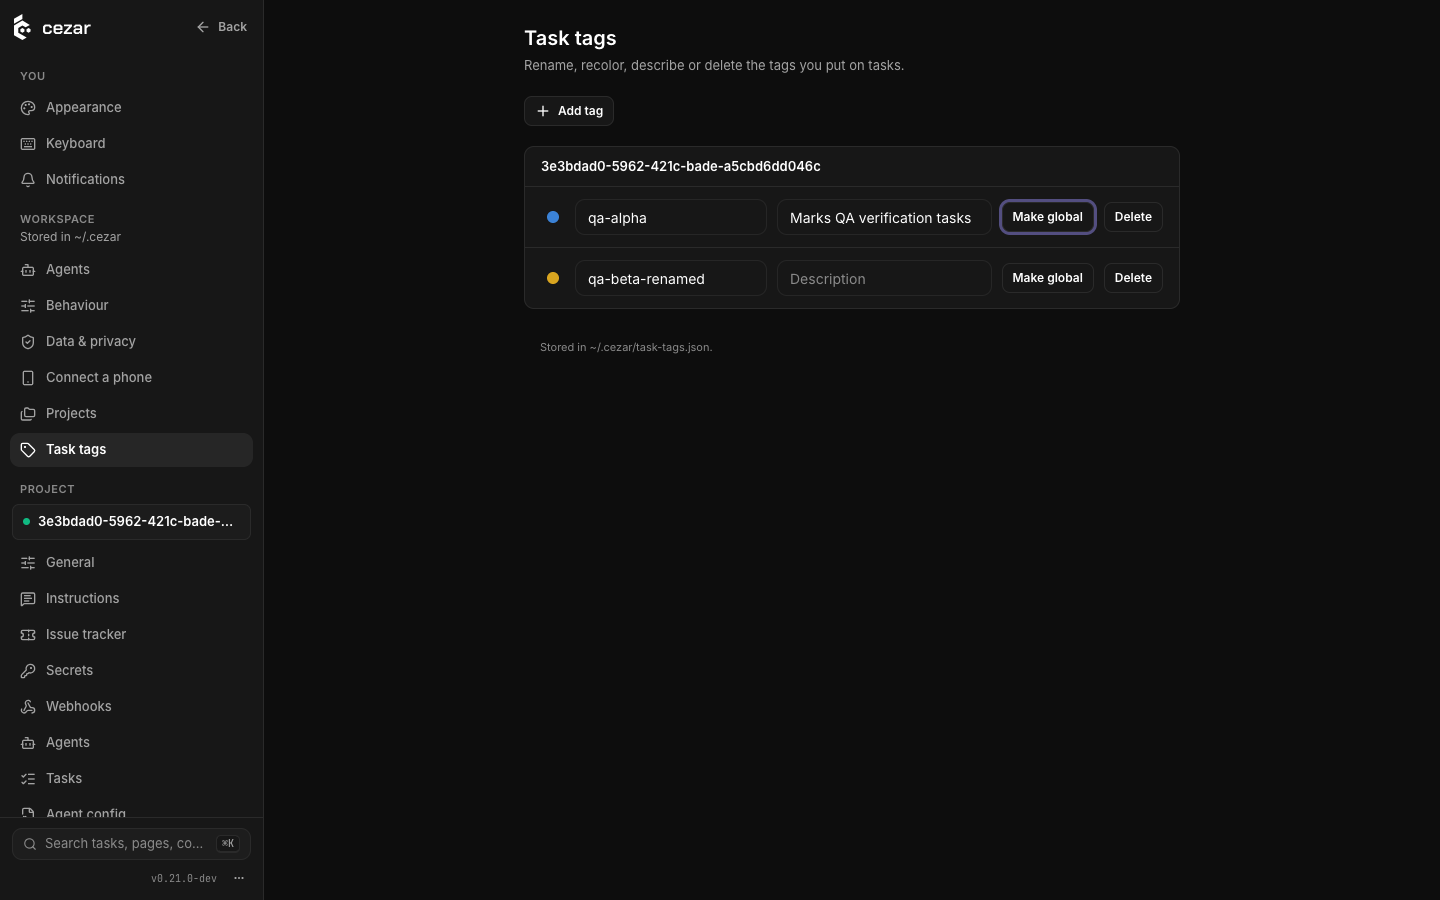 cezar
Back
YOU
Appearance
Keyboard
Notifications
WORKSPACE
Stored in ~/.cezar
Agents
Behaviour
Data & privacy
Connect a phone
Projects
Task tags
PROJECT
3e3bdad0-5962-421c-bade-...
General
Instructions
Issue tracker
Secrets
Webhooks
Agents
Tasks
Agent config
Search tasks, pages, co... ⌘K
v0.21.0-dev ...
Task tags
Rename, recolor, describe or delete the tags you put on tasks.
+ Add tag
3e3bdad0-5962-421c-bade-a5cbd6dd046c
qa-alpha Marks QA verification tasks Make global Delete
qa-beta-renamed Description Make global Delete
Stored in ~/.cezar/task-tags.json.